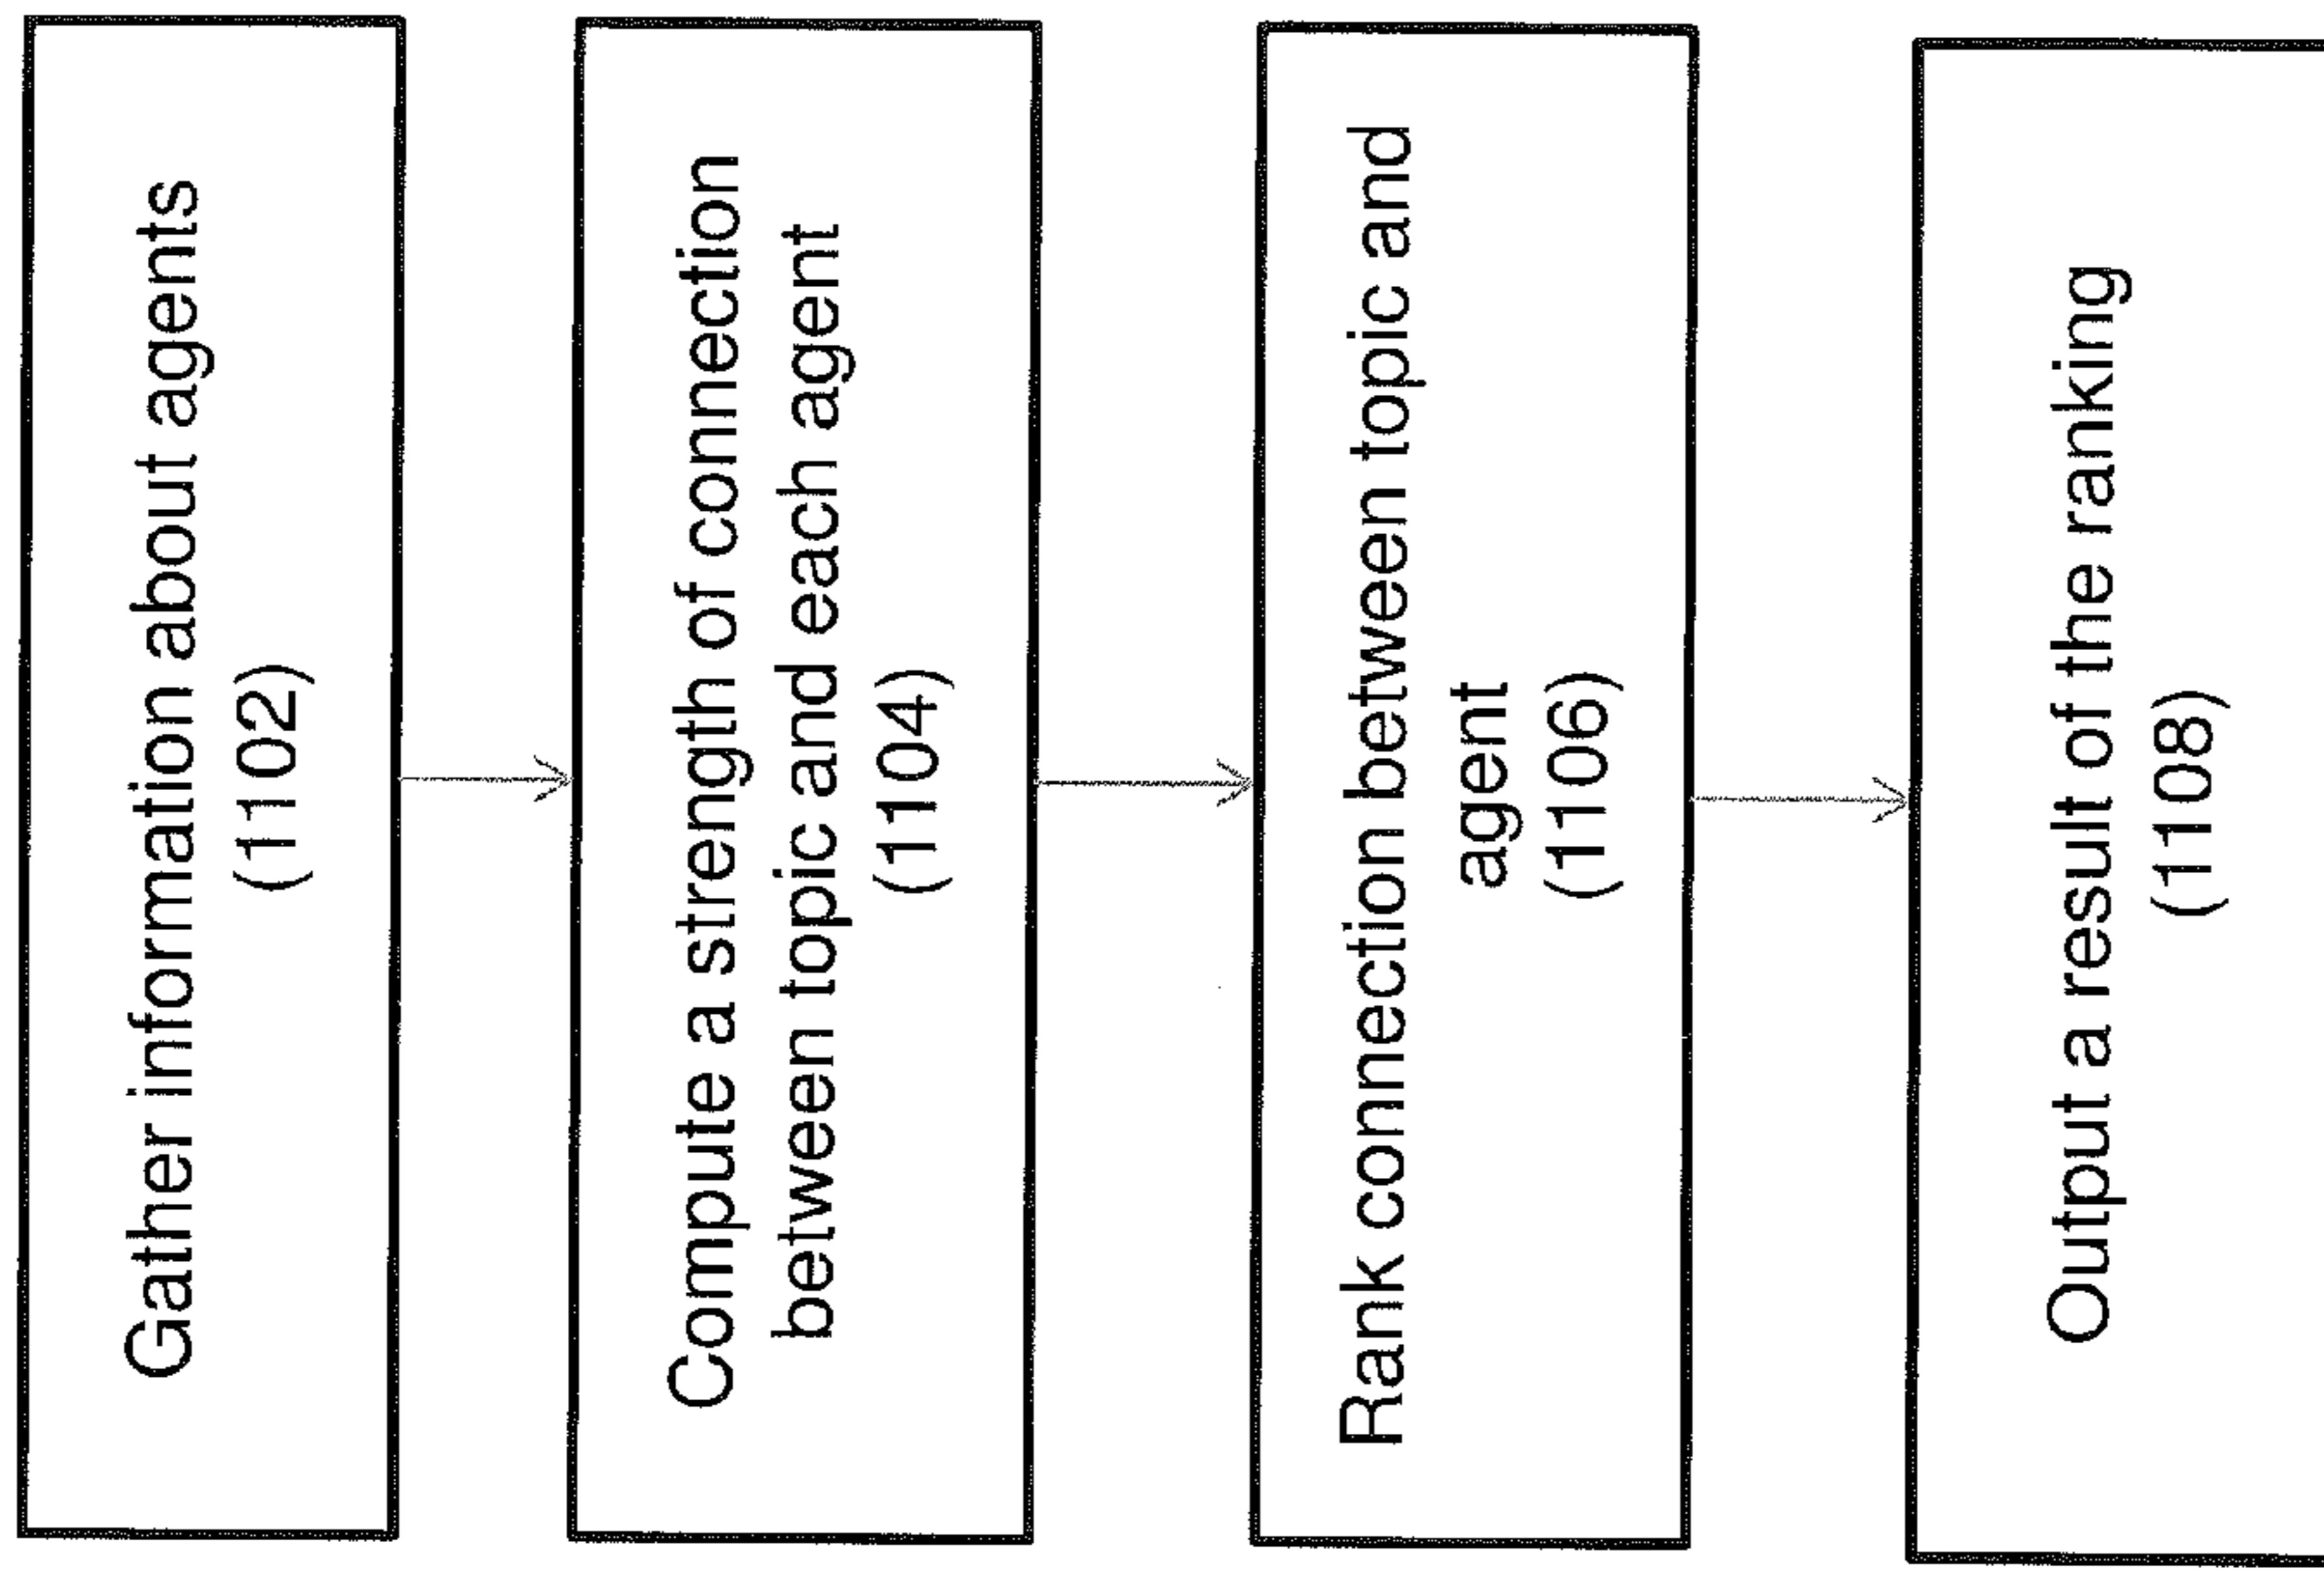 Gather information about agents
(1102)
Compute a strength of connection
between topic and each agent
(1104)
Rank connection between topic and
agent
(1106)
Output a result of the ranking
(1108)